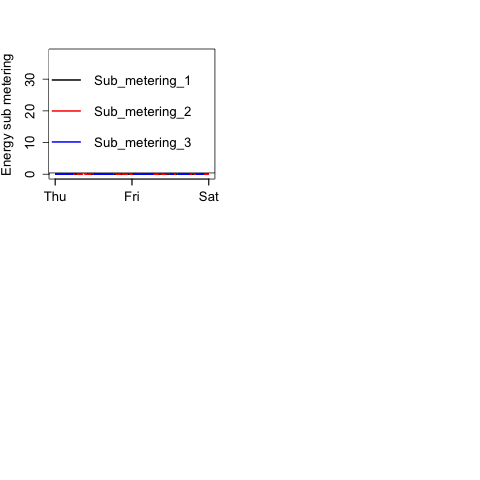 Energy sub metering
30
20
10
0
Sub_metering_1
Sub_metering_2
Sub_metering_3
Thu Fri Sat